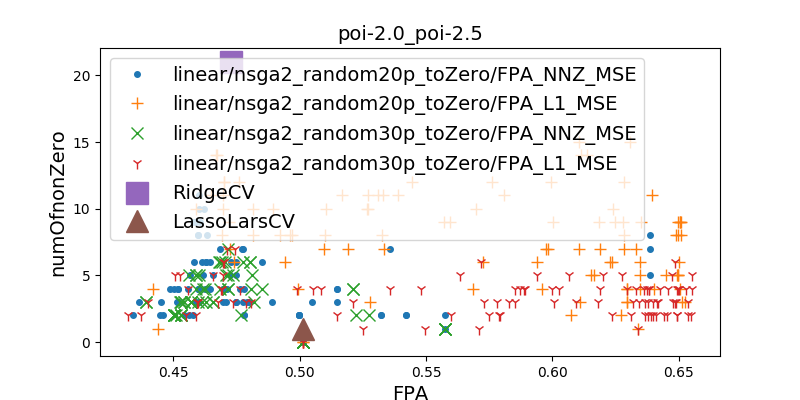 poi-2.0_poi-2.5
20
15
10
5
0
numOfnonZero
linear/nsga2_random20p_toZero/FPA_NNZ_MSE
linear/nsga2_random20p_toZero/FPA_L1_MSE
linear/nsga2_random30p_toZero/FPA_NNZ_MSE
linear/nsga2_random30p_toZero/FPA_L1_MSE
RidgeCV
LassoLarsCV
0.45 0.50 0.55 0.60 0.65
FPA